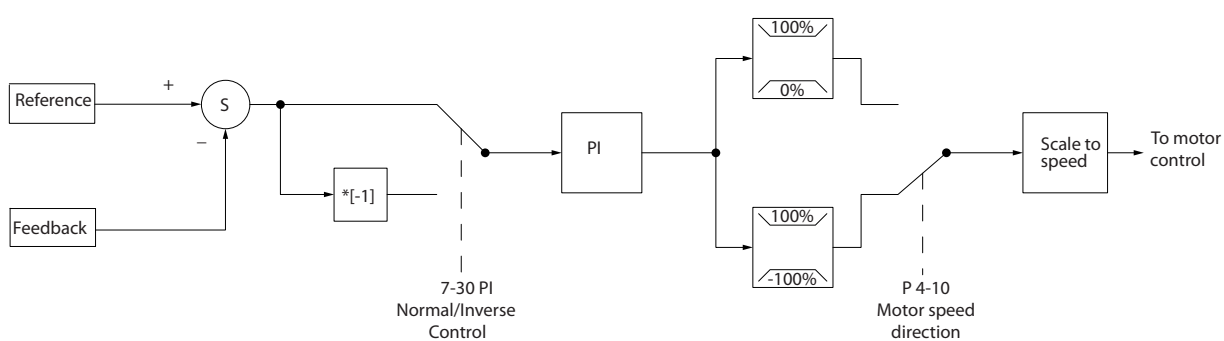 100%
0%
Reference
+
S
–
Feedback
*[-1]
7-30 PI
Normal/Inverse
Control
PI
100%
-100%
P 4-10
Motor speed
direction
Scale to
speed
To motor
control